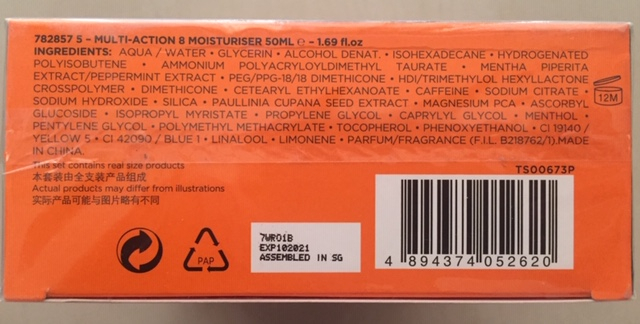 782857 5 - MULTI-ACTION 8 MOISTURISER 50ML ℮ - 1.69 fl.oz
INGREDIENTS: AQUA / WATER • GLYCERIN • ALCOHOL DENAT. • ISOHEXADECANE • HYDROGENATED
POLYISOBUTENE • AMMONIUM POLYACRYLOYLDIMETHYL TAURATE • MENTHA PIPERITA
EXTRACT/PEPPERMINT EXTRACT • PEG/PPG-18/18 DIMETHICONE • HDI/TRIMETHYLOL HEXYLLACTONE
CROSSPOLYMER • DIMETHICONE • CETEARYL ETHYLHEXANOATE • CAFFEINE • SODIUM CITRATE •
SODIUM HYDROXIDE • SILICA • PAULLINIA CUPANA SEED EXTRACT • MAGNESIUM PCA • ASCORBYL
GLUCOSIDE • ISOPROPYL MYRISTATE • PROPYLENE GLYCOL • CAPRYLYL GLYCOL • MENTHOL •
PENTYLENE GLYCOL • POLYMETHYL METHACRYLATE • TOCOPHEROL • PHENOXYETHANOL • CI 19140 /
YELLOW 5 • CI 42090 / BLUE 1 • LINALOOL • LIMONENE • PARFUM/FRAGRANCE (F.I.L. B218762/1).MADE
IN CHINA.
12M
This set contains real size products
本套装由全支装产品组成
Actual products may differ from illustrations
实际产品可能与图片略有不同
TS00673P
PAP
7WR01B
EXP102021
ASSEMBLED IN SG
4 894374 052620